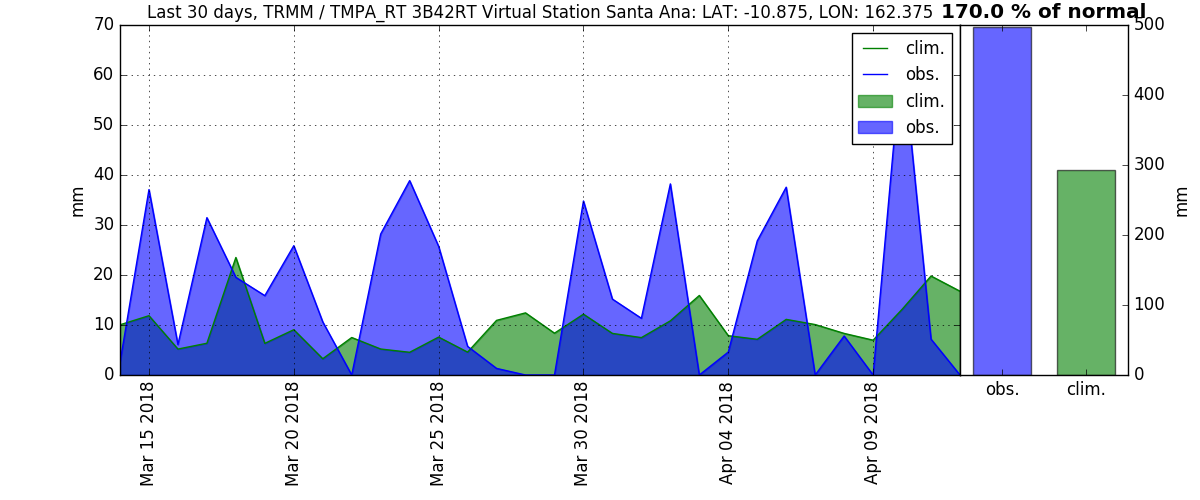 Last 30 days, TRMM / TMPA_RT 3B42RT Virtual Station Santa Ana: LAT: -10.875, LON: 162.375 170.0 % of normal
70
60
50
40
30
20
10
0
mm
clim.
obs.
clim.
obs.
Mar 15 2018
Mar 20 2018
Mar 25 2018
Mar 30 2018
Apr 04 2018
Apr 09 2018
500
400
300
200
100
0
mm
obs.
clim.